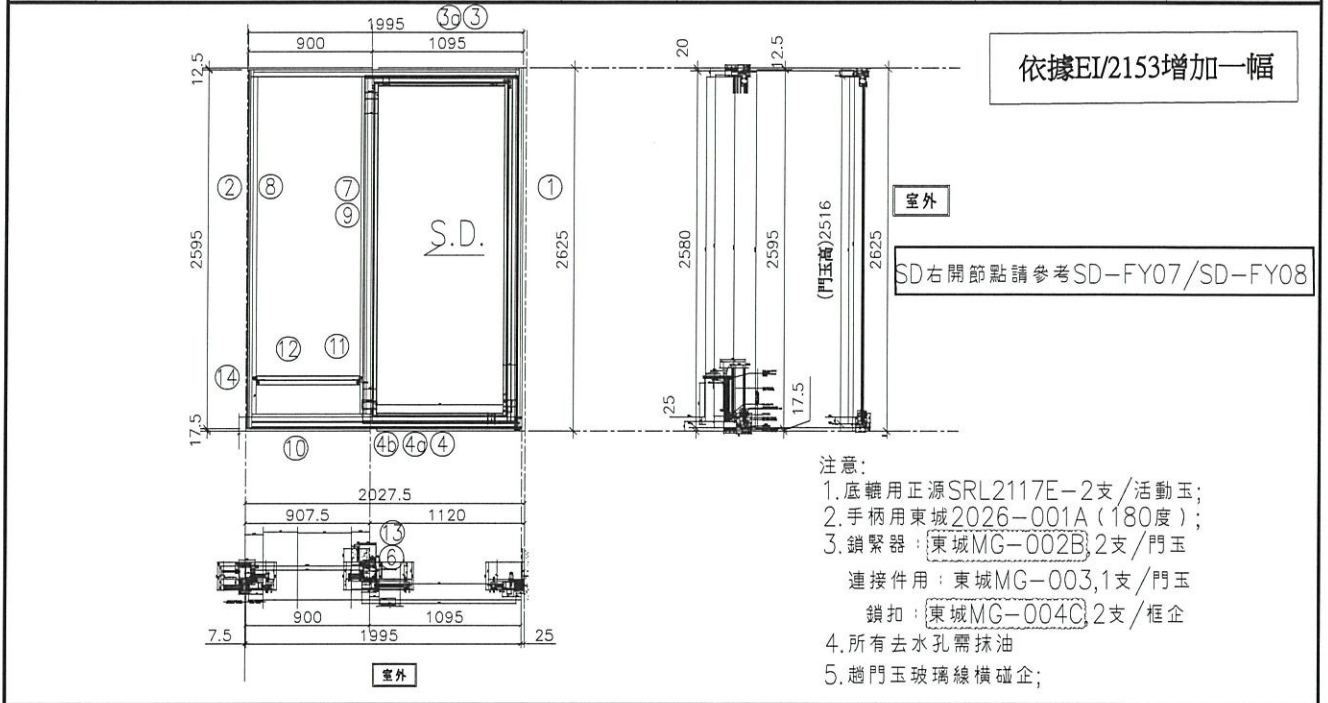 1995
3a 3
900
1095
12.5
2595
17.5
2
8
7
9
1
S.D.
2625
12
11
14
10
4b 4a 4
20
12.5
2580
2595
(門玉高)2516
2625
25
17.5
依據EI/2153增加一幅
室外
SD右開節點請參考SD-FY07/SD-FY08
2027.5
907.5
1120
13
6
900
1095
7.5
1995
25
室外
注意:
1.底轆用正源SRL2117E-2支/活動玉;
2.手柄用東城2026-001A(180度);
3.鎖緊器:東城MG-002B,2支/門玉
連接件用:東城MG-003,1支/門玉
鎖扣:東城MG-004C,2支/框企
4.所有去水孔需抹油
5.趟門玉玻璃線橫碰企;